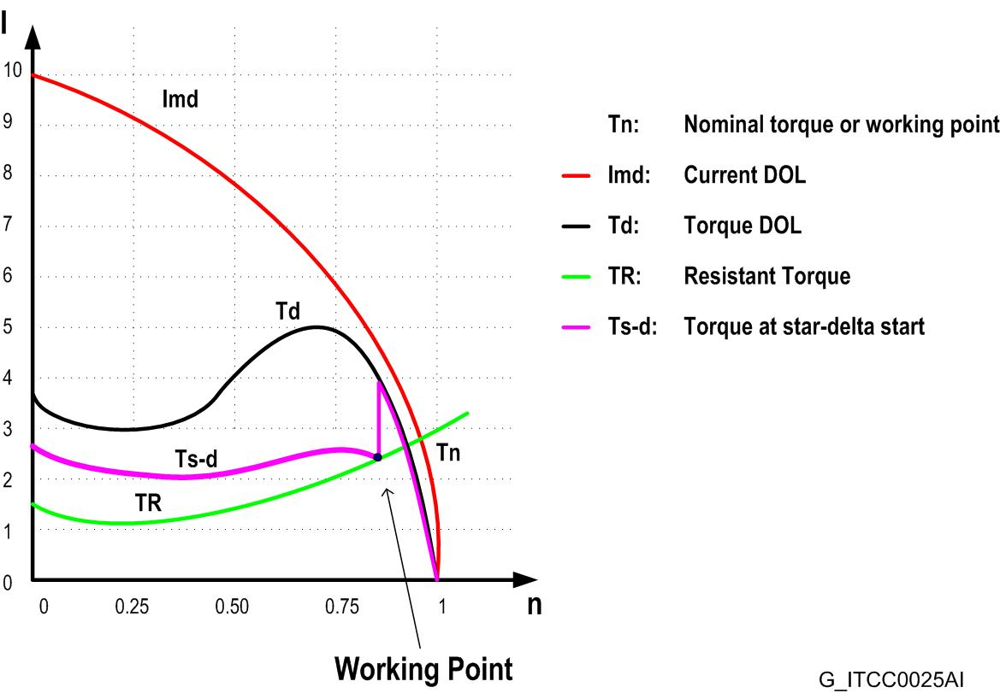 I
10
9
8
7
6
5
4
3
2
1
0
Imd
Td
Ts-d
TR
Tn
0 0.25 0.50 0.75 1 n
Working Point
Tn: Nominal torque or working point
Imd: Current DOL
Td: Torque DOL
TR: Resistant Torque
Ts-d: Torque at star-delta start
G_ITCC0025AI